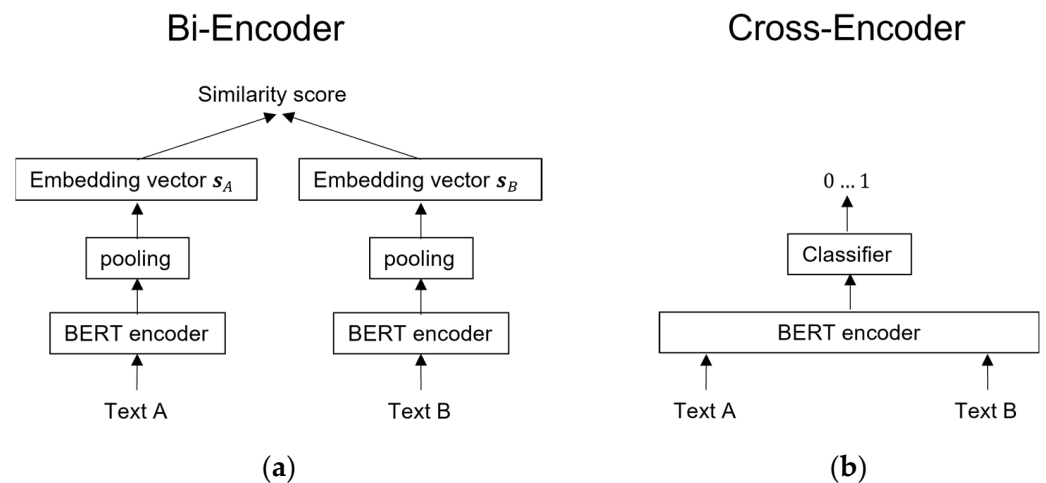 Bi-Encoder
Similarity score
Embedding vector s_A
Embedding vector s_B
pooling
pooling
BERT encoder
BERT encoder
Text A
Text B
(a)
Cross-Encoder
0 ... 1
Classifier
BERT encoder
Text A
Text B
(b)